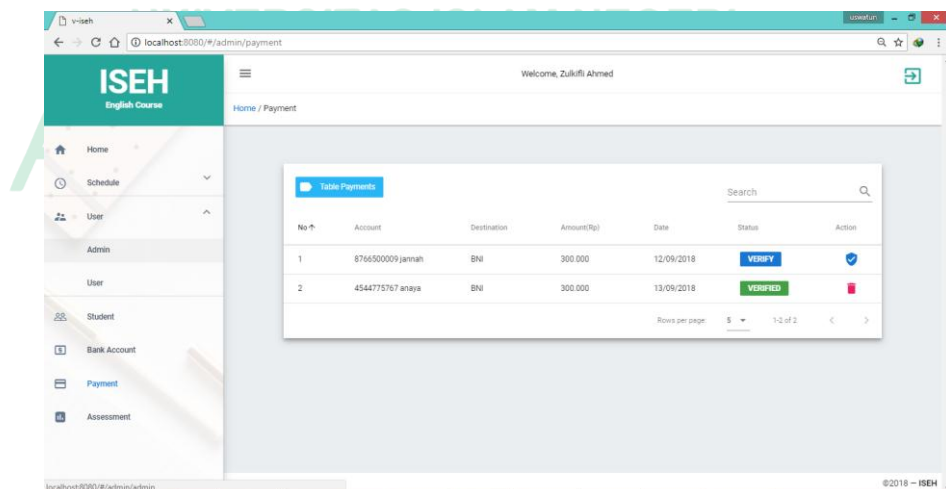 v-iseh
uswatun
localhost:8080/#/admin/payment
ISEH
English Course
Welcome, Zulkifli Ahmed
Home / Payment
Home
Schedule
User
Admin
User
Student
Bank Account
Payment
Assessment
Table Payments
Search
No Account Destination Amount(Rp) Date Status Action
1 8766500009 jannah BNI 300.000 12/09/2018 VERIFY
2 4544775767 anaya BNI 300.000 13/09/2018 VERIFIED
Rows per page: 5 1-2 of 2
localhost:8080/#/admin/admin
©2018 — ISEH